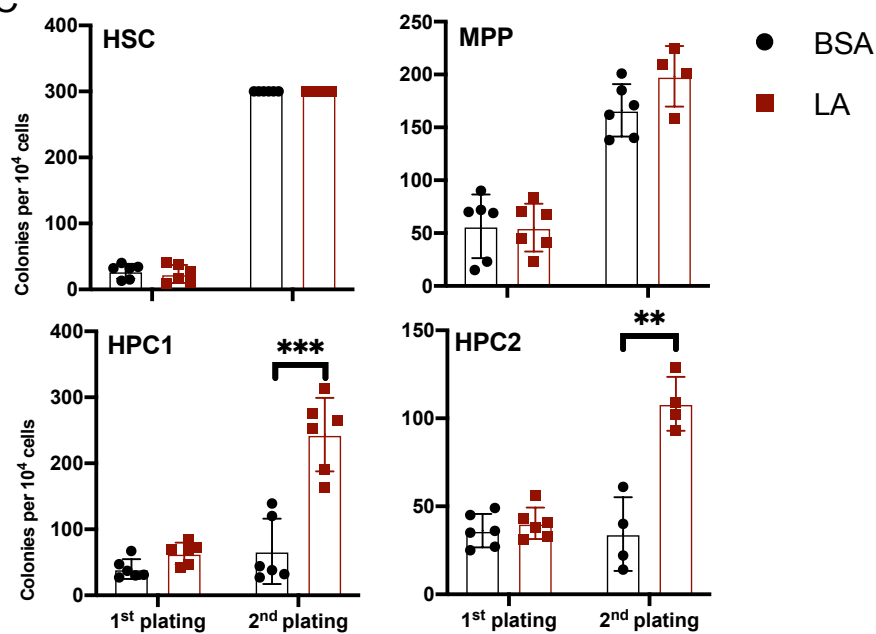 HSC
Colonies per 10⁴ cells
400
300
200
100
0
MPP
250
200
150
100
50
0
BSA
LA
HPC1
Colonies per 10⁴ cells
400
300
200
100
0
***
1st plating
2nd plating
HPC2
150
100
50
0
**
1st plating
2nd plating